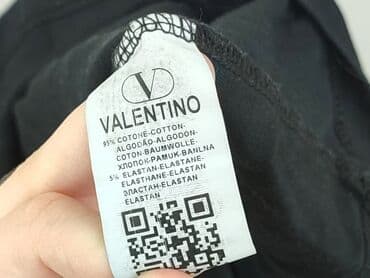 V
VALENTINO
95% COTONE-COTTON-
ALGODÃO-ALGODON-
COTON-BAUMWOLLE.
ХЛОПОК-PAMUK-BAWLNA
5% ELASTAN-ELASTANE-
ELASTHANE-ELASTAN
ЭЛАСТАН-ELASTAN
ELASTAN